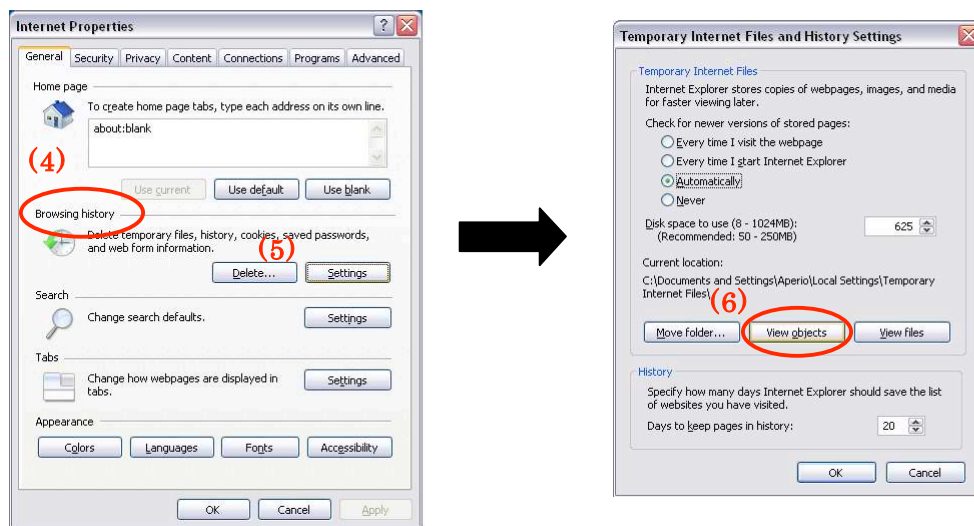 Internet Properties
General Security Privacy Content Connections Programs Advanced
Home page
To create home page tabs, type each address on its own line.
about:blank
(4)
Use current Use default Use blank
Browsing history
Delete temporary files, history, cookies, saved passwords,
and web form information.
(5)
Delete... Settings
Search
Change search defaults.
Settings
Tabs
Change how webpages are displayed in
tabs.
Settings
Appearance
Colors Languages Fonts Accessibility
OK Cancel Apply
Temporary Internet Files and History Settings
Temporary Internet Files
Internet Explorer stores copies of webpages, images, and media
for faster viewing later.
Check for newer versions of stored pages:
Every time I visit the webpage
Every time I start Internet Explorer
Automatically
Never
Disk space to use (8 - 1024MB):
(Recommended: 50 - 250MB)
625
Current location:
C:\Documents and Settings\Aperio\Local Settings\Temporary
Internet Files\
(6)
Move folder... View objects View files
History
Specify how many days Internet Explorer should save the list
of websites you have visited.
Days to keep pages in history: 20
OK Cancel